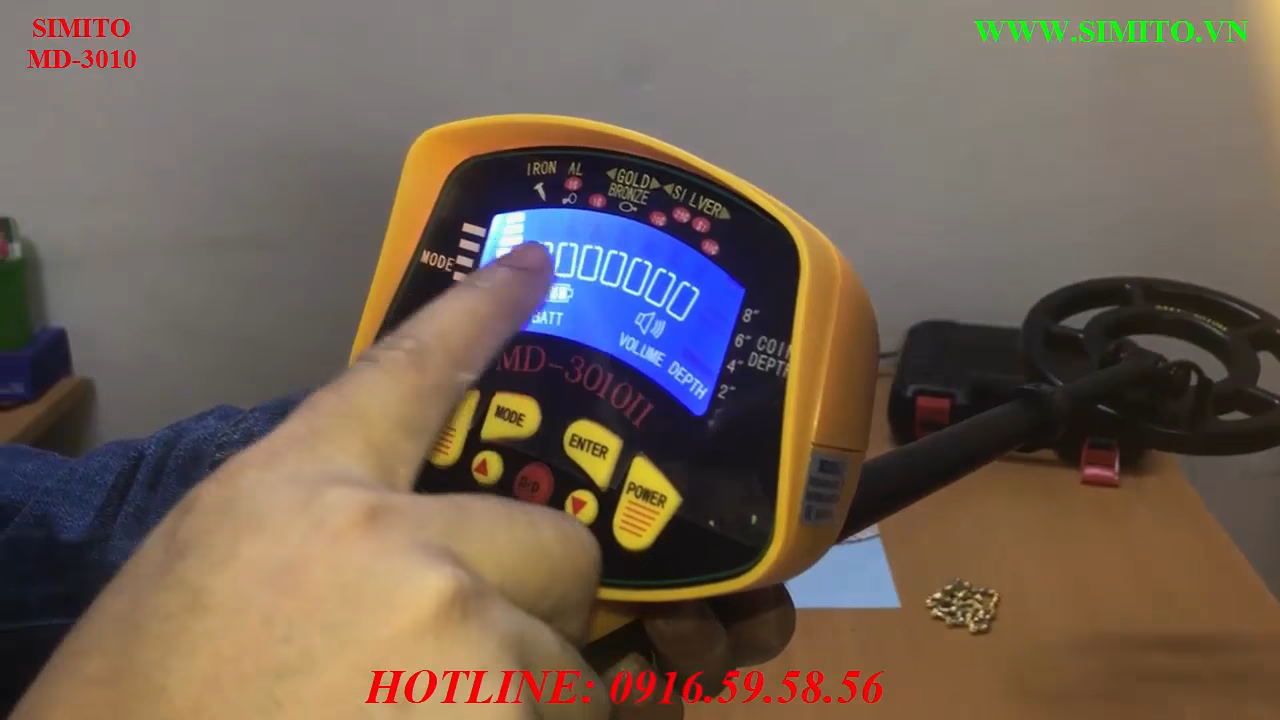 SIMITO
MD-3010
WWW.SIMITO.VN
IRON AL ◀GOLD▶ ◀SILVER▶
BRONZE
MODE
0000000
BATT
VOLUME DEPTH
8"
6" COIN
4" DEPTH
2"
MD-3010II
MODE
ENTER
P/P
POWER
HOTLINE: 0916.59.58.56